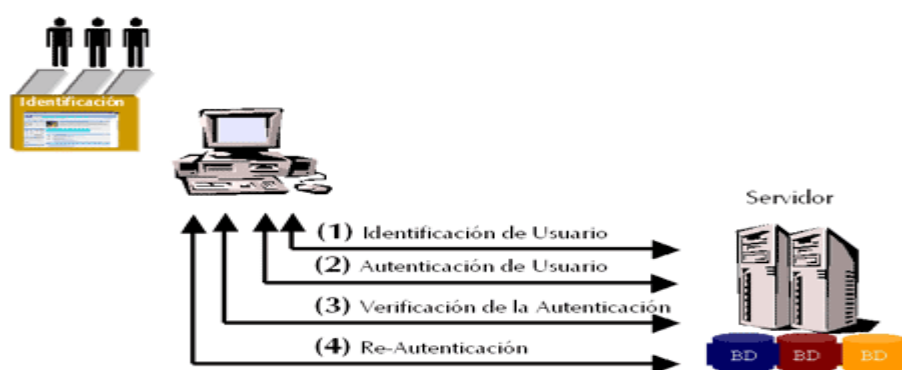 Identificación
Servidor
(1) Identificación de Usuario
(2) Autenticación de Usuario
(3) Verificación de la Autenticación
(4) Re-Autenticación
BD BD BD